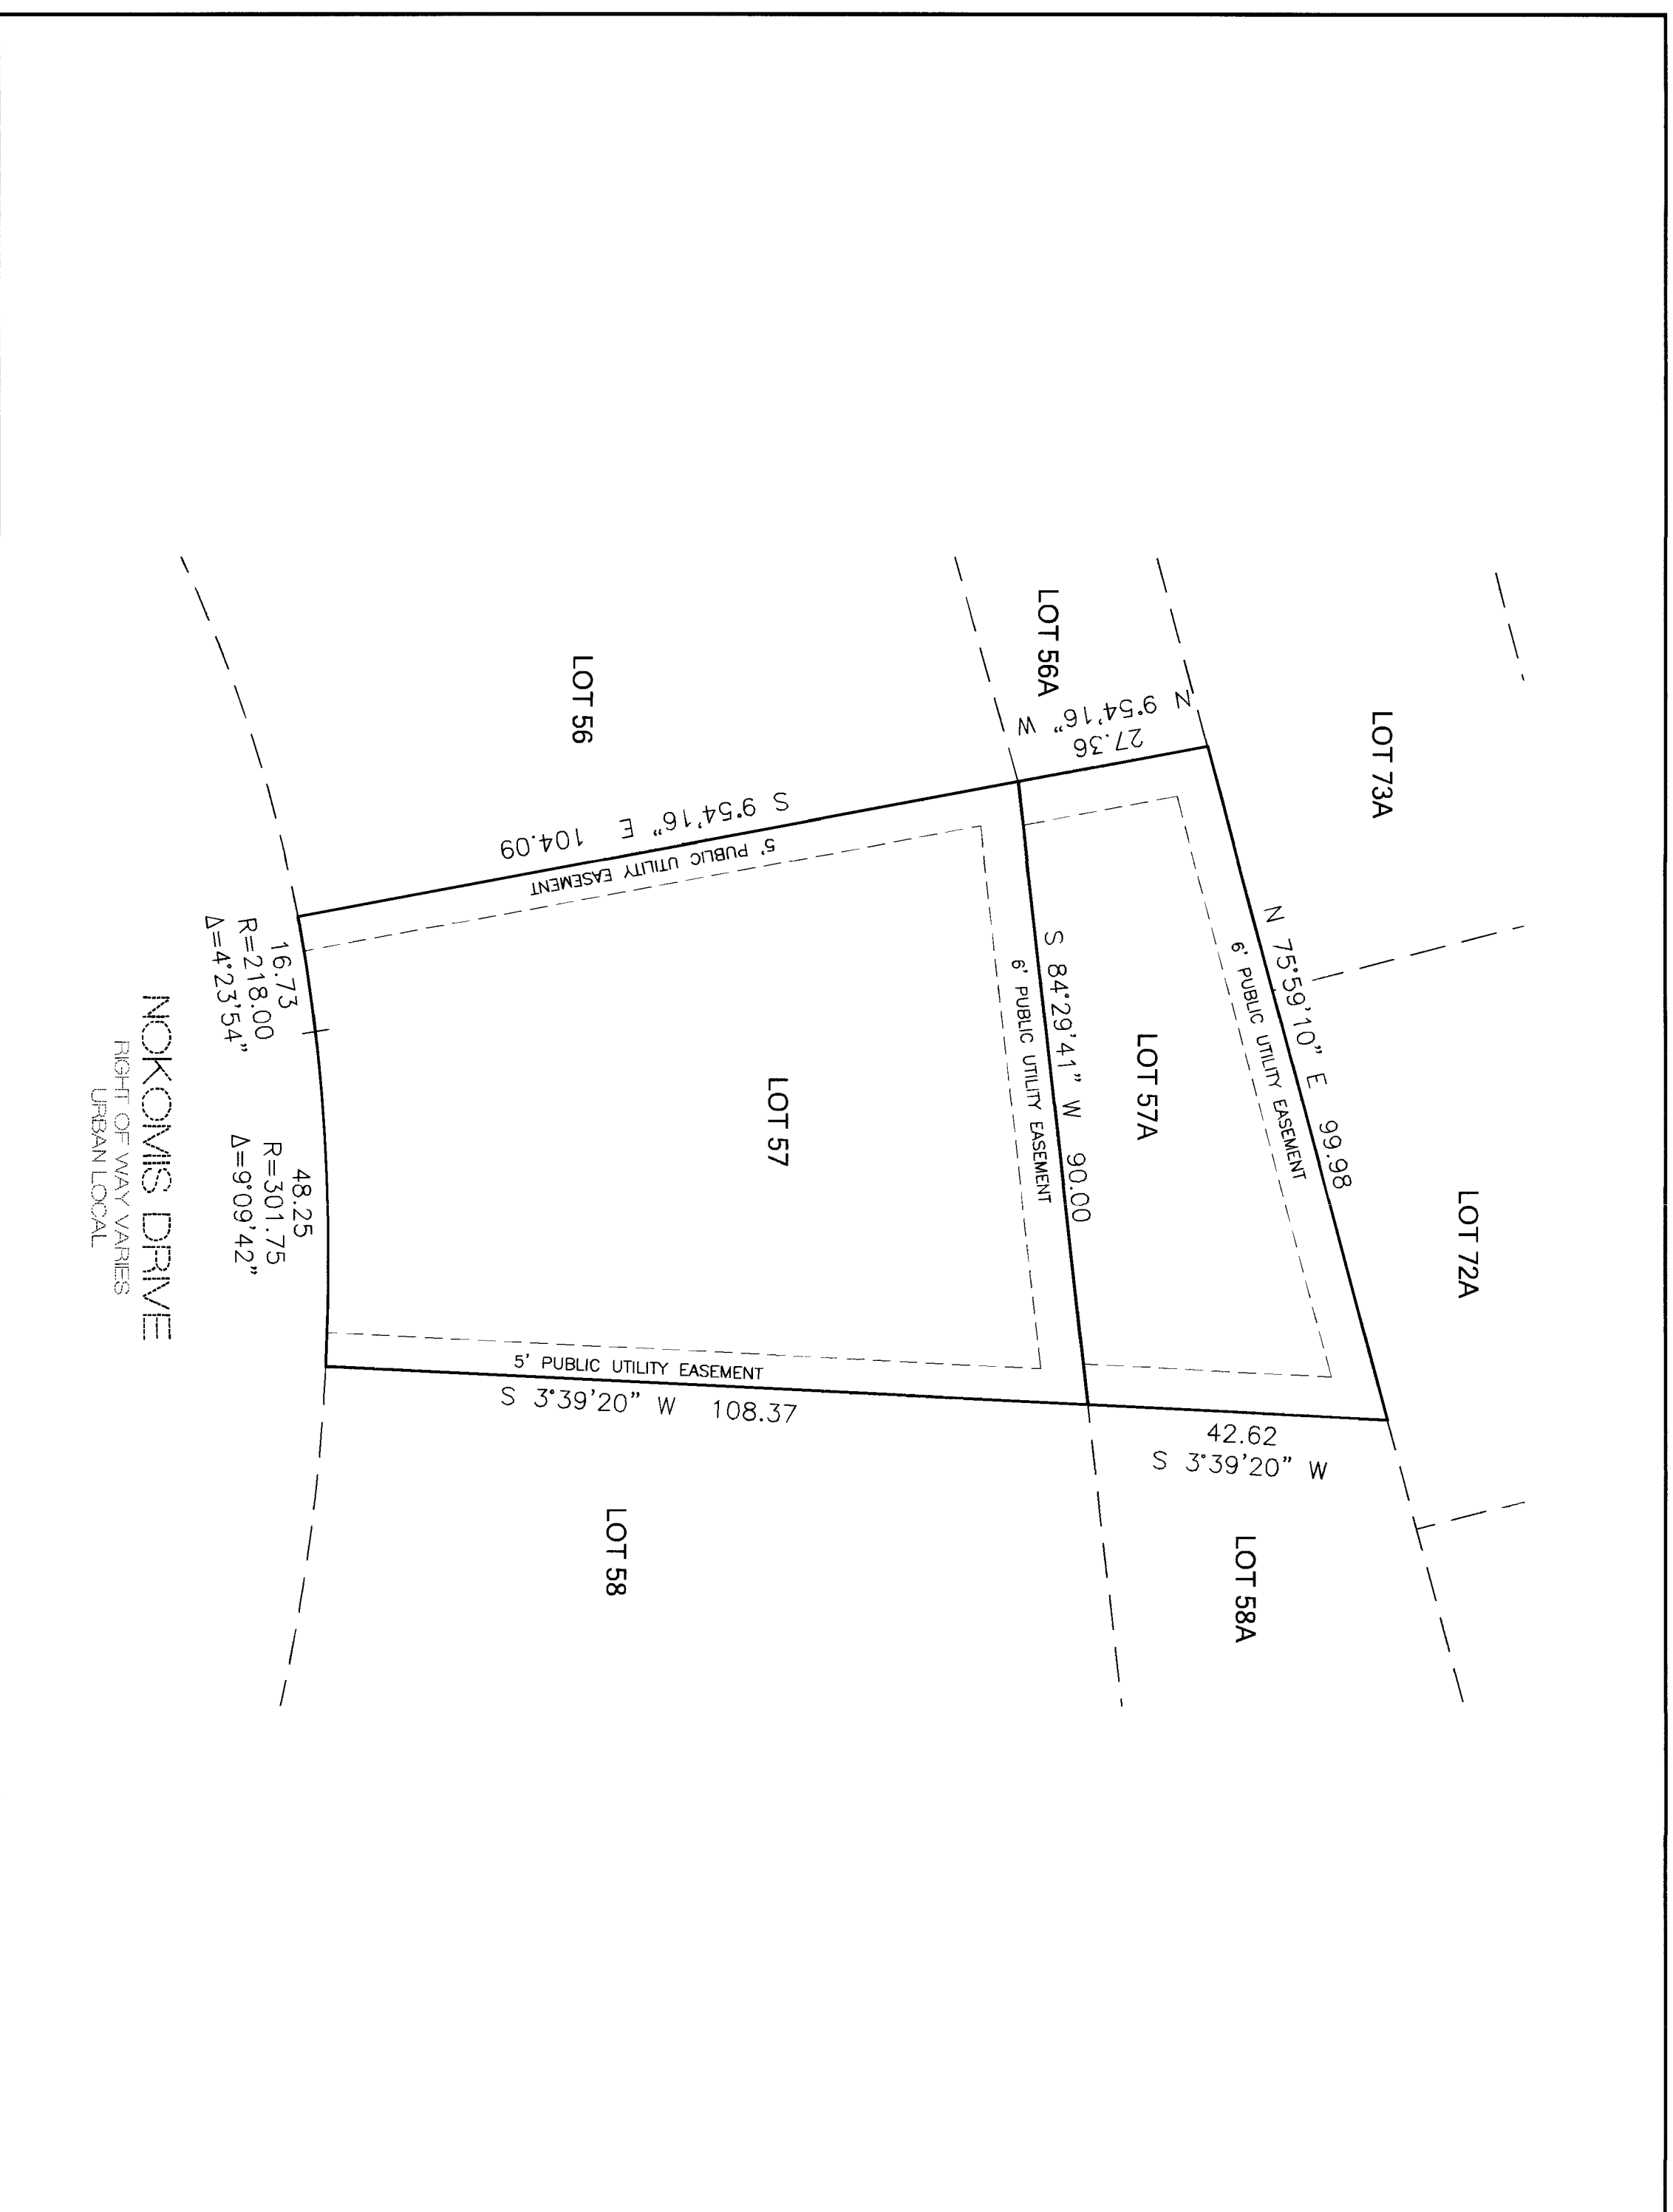 LOT 73A
LOT 72A
N 75°59'10" E 99.98
6' PUBLIC UTILITY EASEMENT
LOT 56A
N 9°54'16" W
27.36
LOT 57A
42.62
S 3°39'20" W
LOT 58A
S 84°29'41" W 90.00
6' PUBLIC UTILITY EASEMENT
LOT 56
S 9°54'16" E 104.09
5' PUBLIC UTILITY EASEMENT
LOT 57
5' PUBLIC UTILITY EASEMENT
S 3°39'20" W 108.37
LOT 58
16.73
R=218.00
Δ=4°23'54"
48.25
R=301.75
Δ=9°09'42"
NOKOMIS DRIVE
RIGHT OF WAY VARIES
URBAN LOCAL